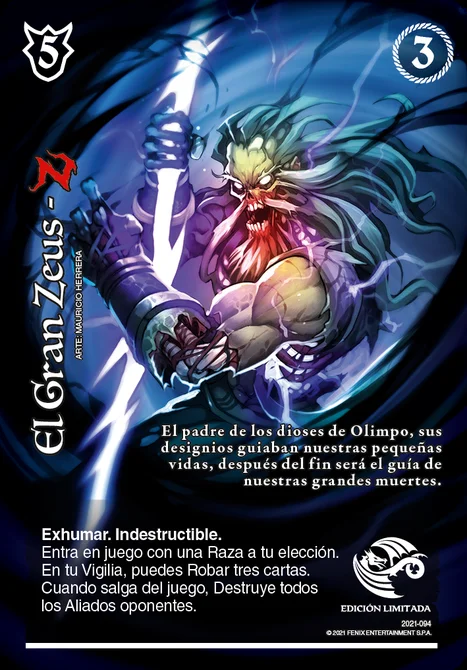 5
3
El Gran Zeus - Z
ARTE: MAURICIO HERRERA
El padre de los dioses de Olimpo, sus
designios guiaban nuestras pequeñas
vidas, después del fin será el guía de
nuestras grandes muertes.
Exhumar. Indestructible.
Entra en juego con una Raza a tu elección.
En tu Vigilia, puedes Robar tres cartas.
Cuando salga del juego, Destruye todos
los Aliados oponentes.
EDICIÓN LIMITADA
2021-094
© 2021 FENIX ENTERTAINMENT S.P.A.